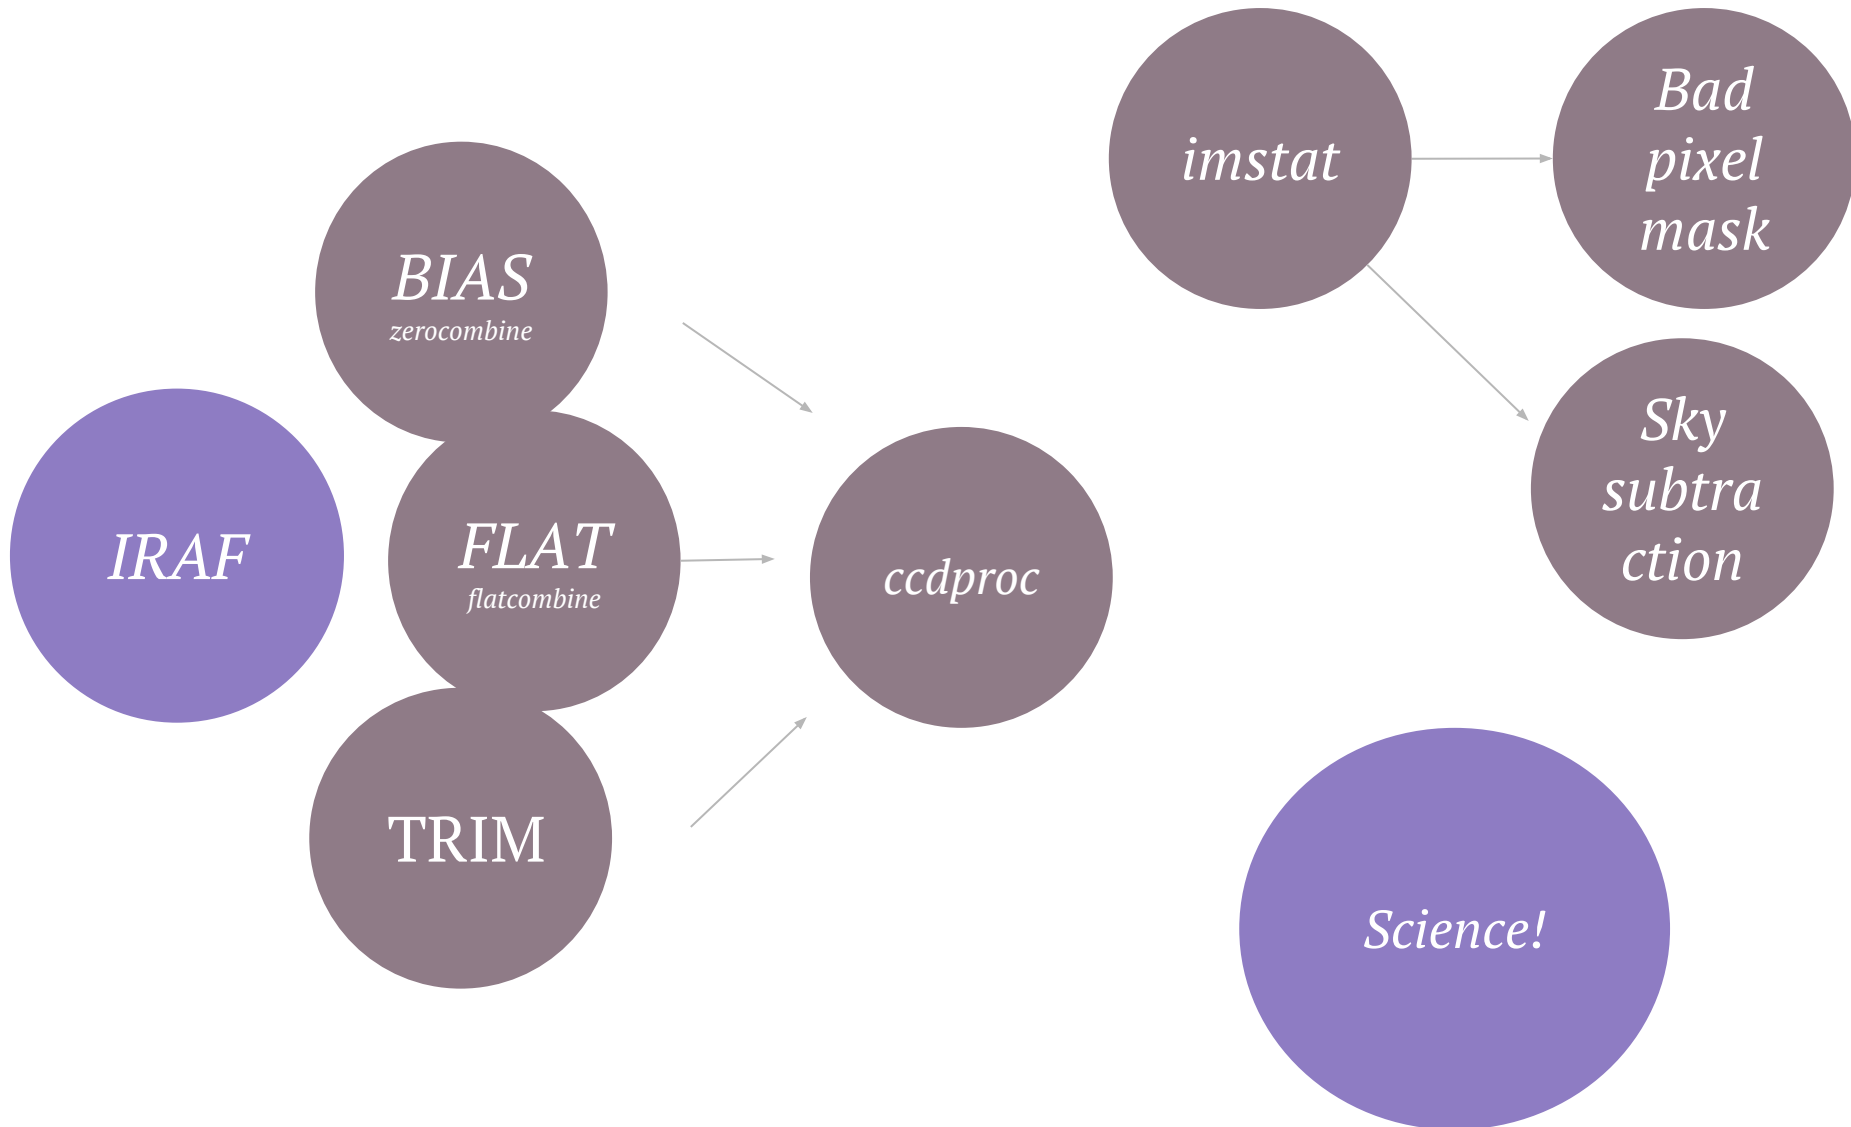 IRAF
BIAS
zerocombine
FLAT
flatcombine
TRIM
ccdproc
imstat
Bad
pixel
mask
Sky
subtra
ction
Science!